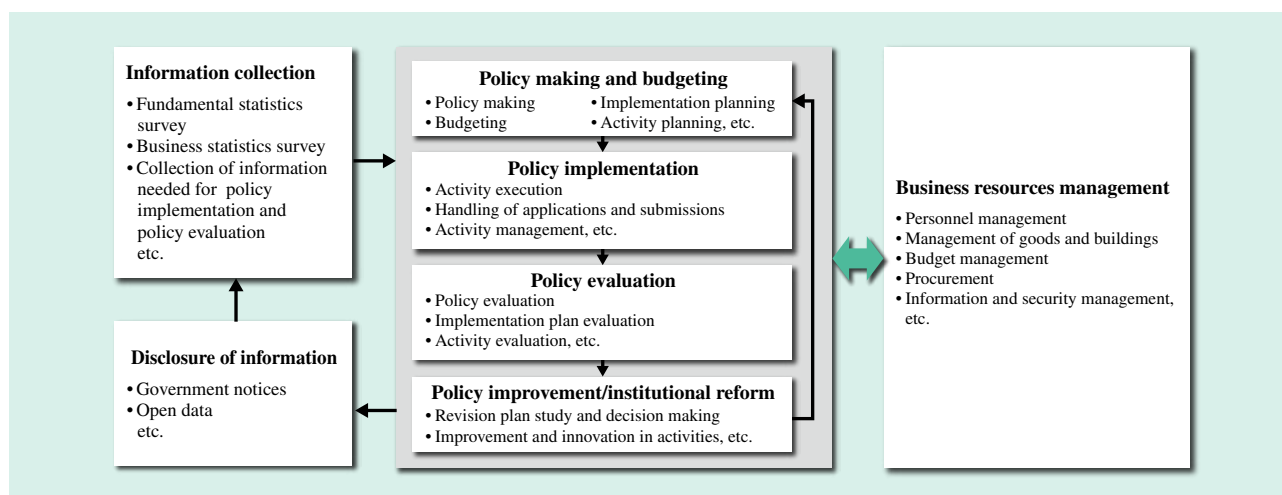 Information collection
• Fundamental statistics
survey
• Business statistics survey
• Collection of information
needed for policy
implementation and
policy evaluation
etc.
Disclosure of information
• Government notices
• Open data
etc.
Policy making and budgeting
• Policy making
• Implementation planning
• Budgeting
• Activity planning, etc.
Policy implementation
• Activity execution
• Handling of applications and submissions
• Activity management, etc.
Policy evaluation
• Policy evaluation
• Implementation plan evaluation
• Activity evaluation, etc.
Policy improvement/institutional reform
• Revision plan study and decision making
• Improvement and innovation in activities, etc.
Business resources management
• Personnel management
• Management of goods and buildings
• Budget management
• Procurement
• Information and security management,
etc.